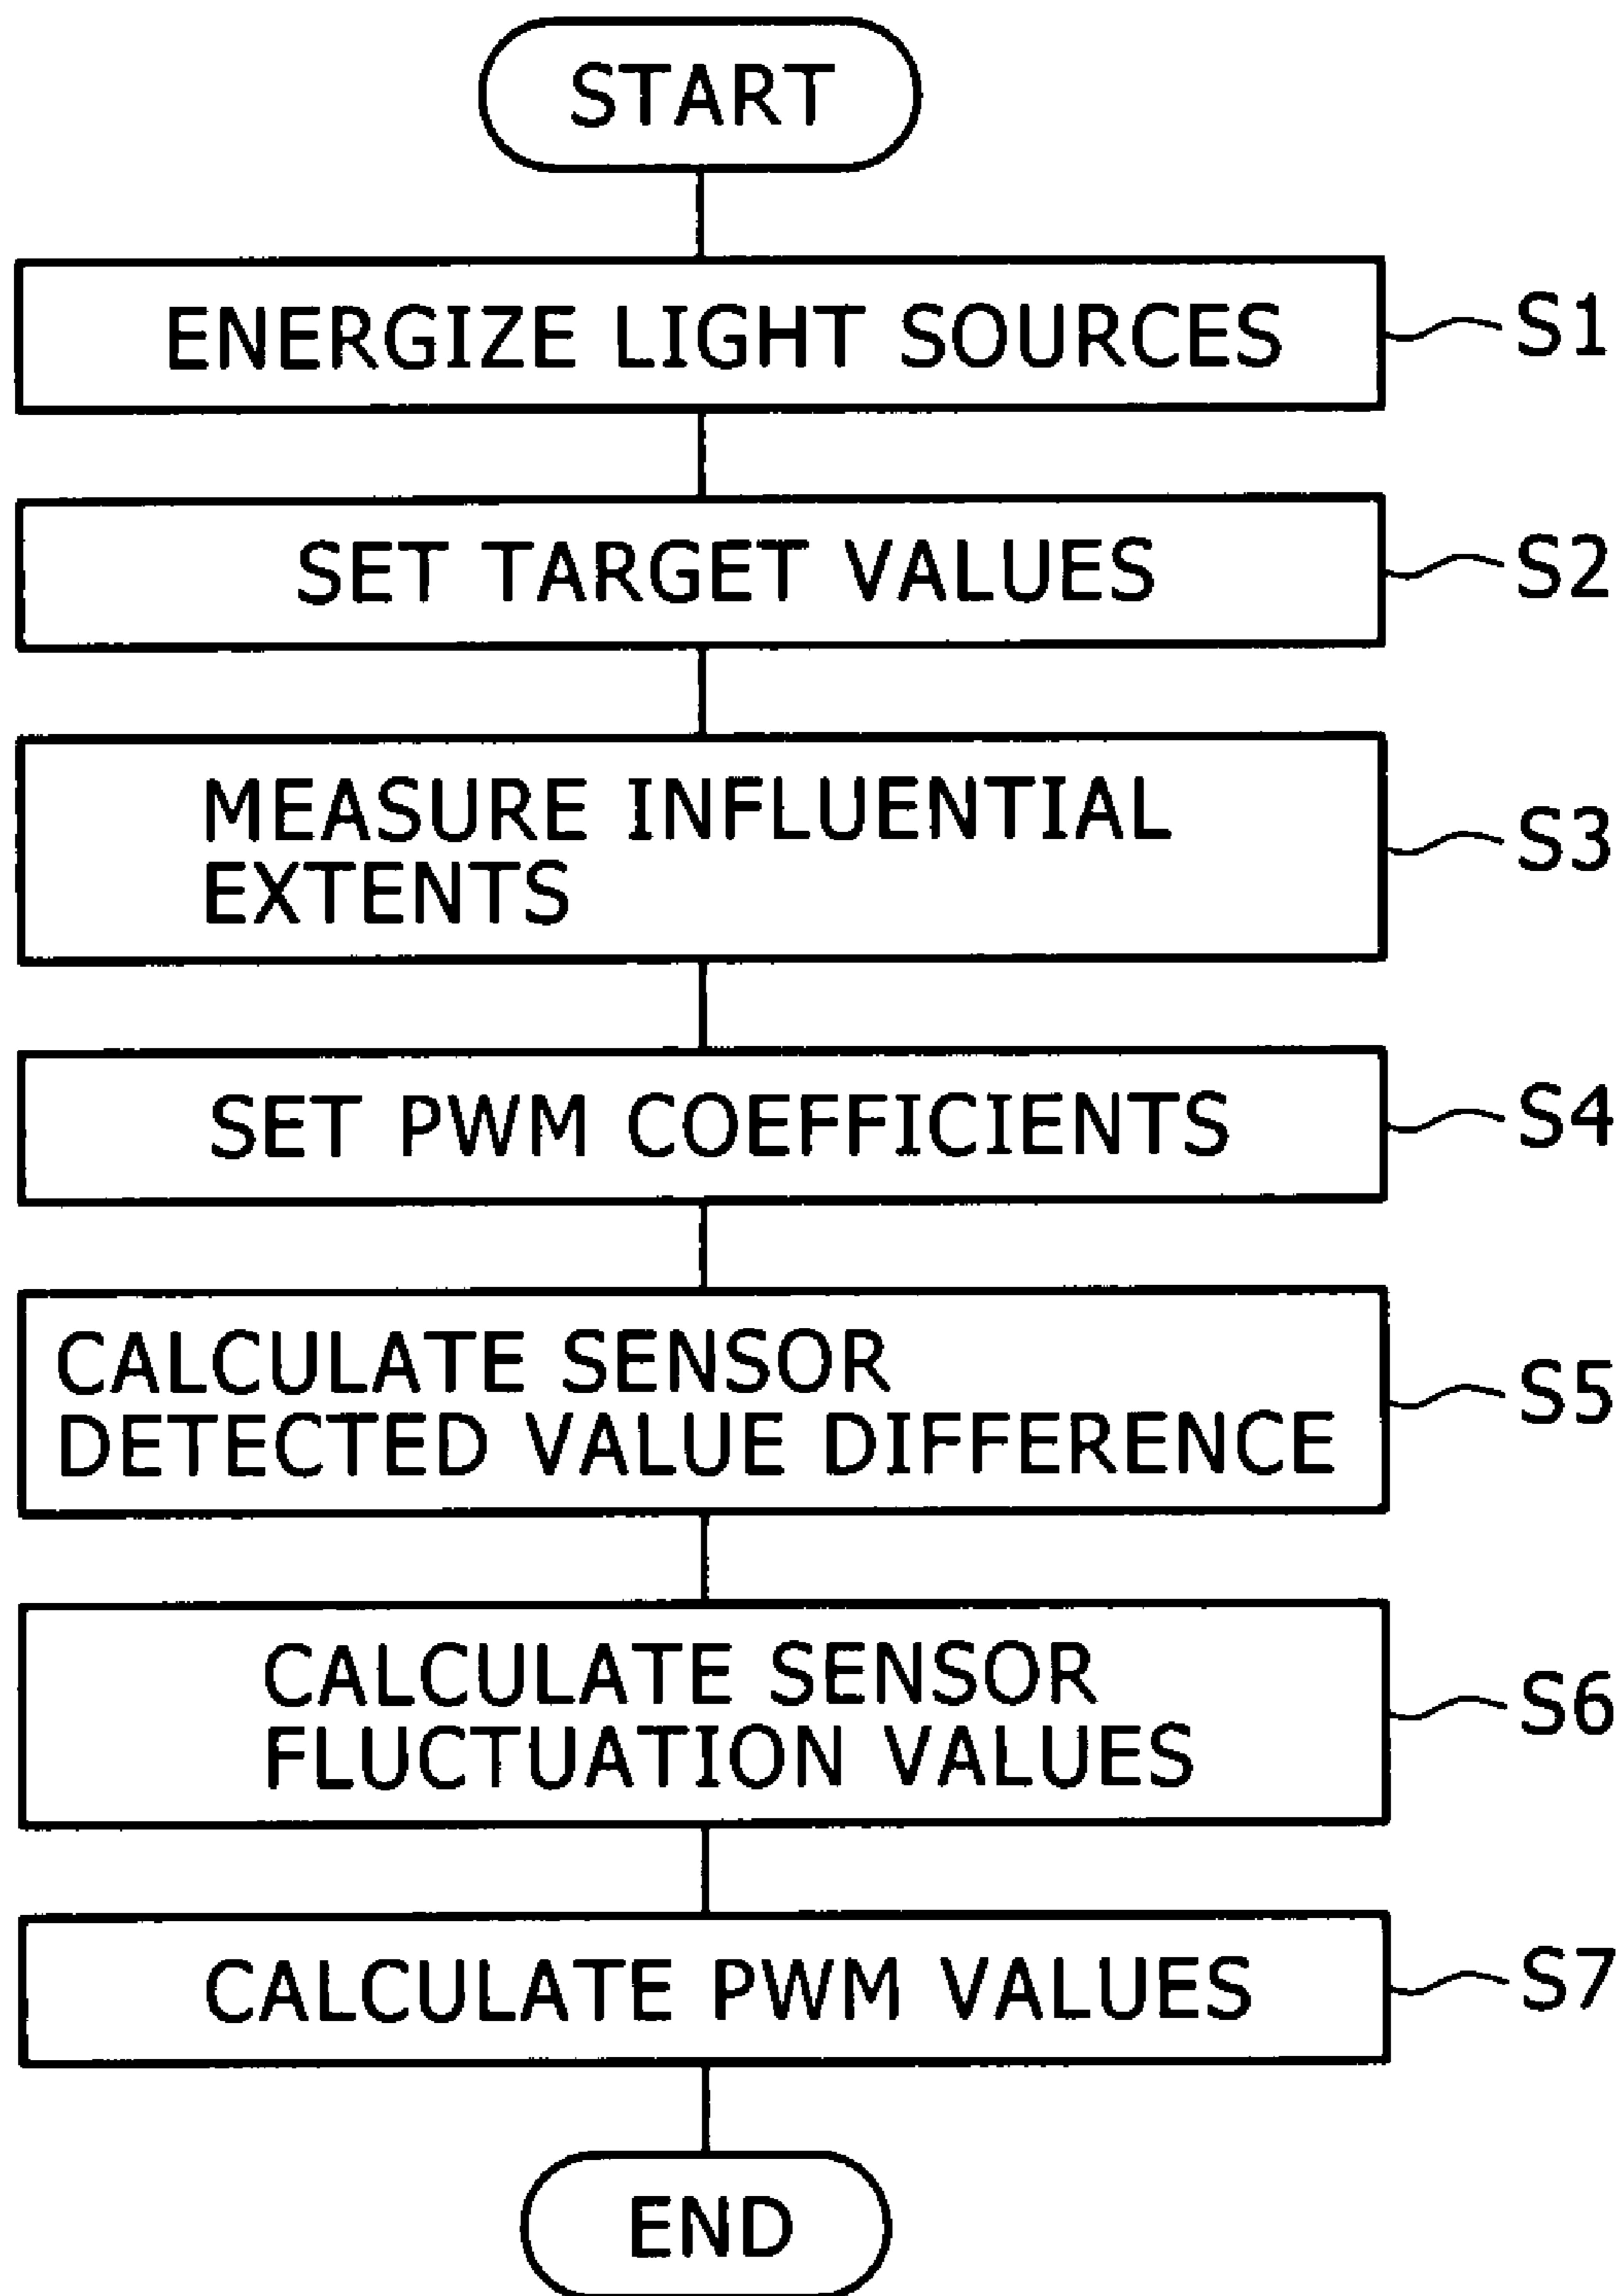 START
ENERGIZE LIGHT SOURCES
S1
SET TARGET VALUES
S2
MEASURE INFLUENTIAL
EXTENTS
S3
SET PWM COEFFICIENTS
S4
CALCULATE SENSOR
DETECTED VALUE DIFFERENCE
S5
CALCULATE SENSOR
FLUCTUATION VALUES
S6
CALCULATE PWM VALUES
S7
END